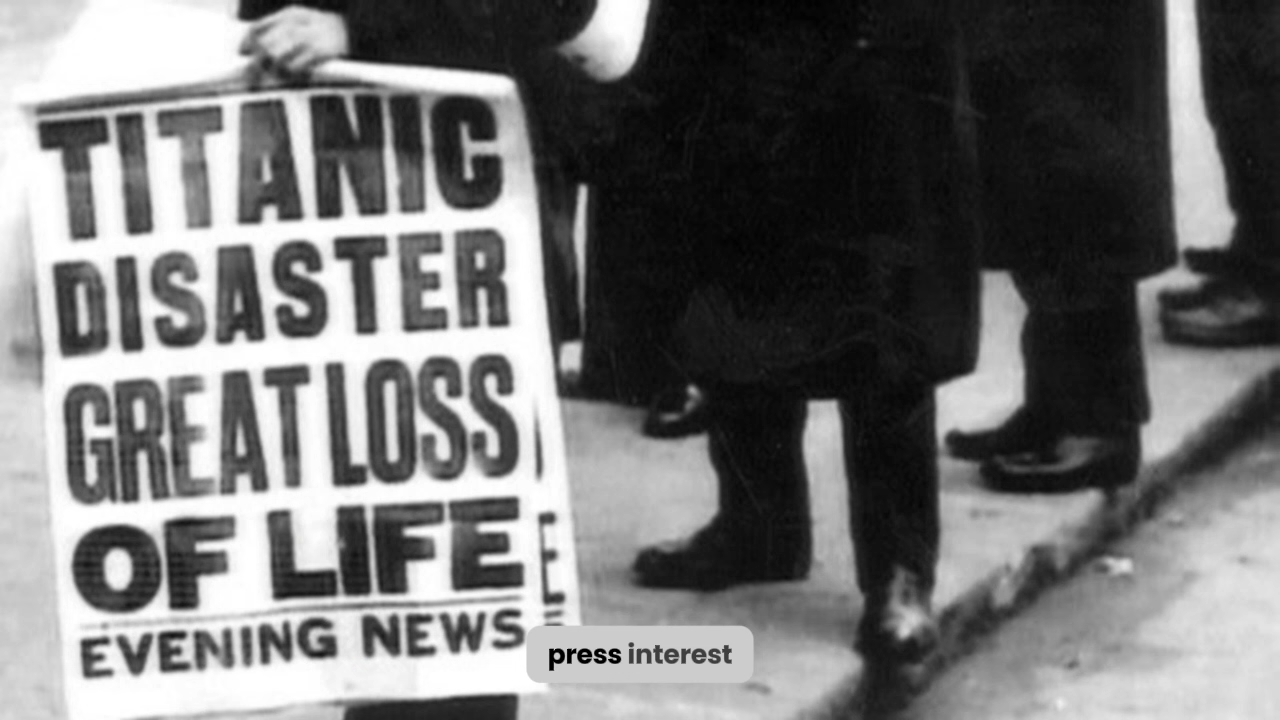 TITANIC
DISASTER
GREAT LOSS
OF LIFE
EVENING NEWS
E
press interest